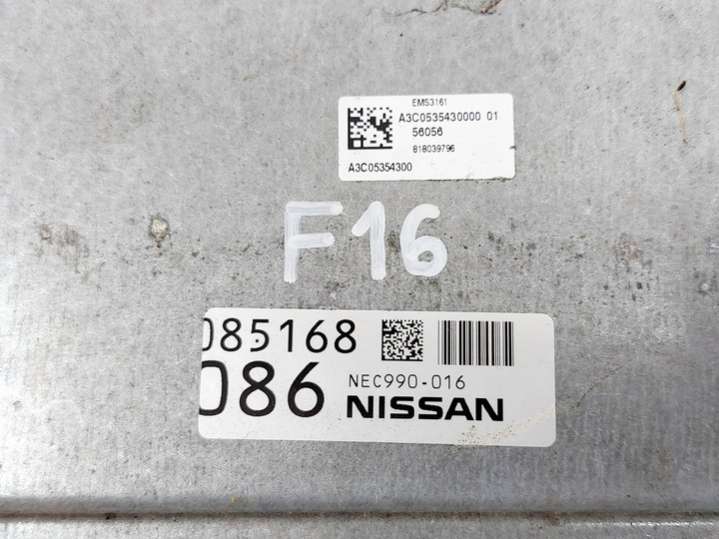 EMS3161
A3C0535430000 01
56056
818039796
A3C05354300
F16
085168
086
NEC990-016
NISSAN